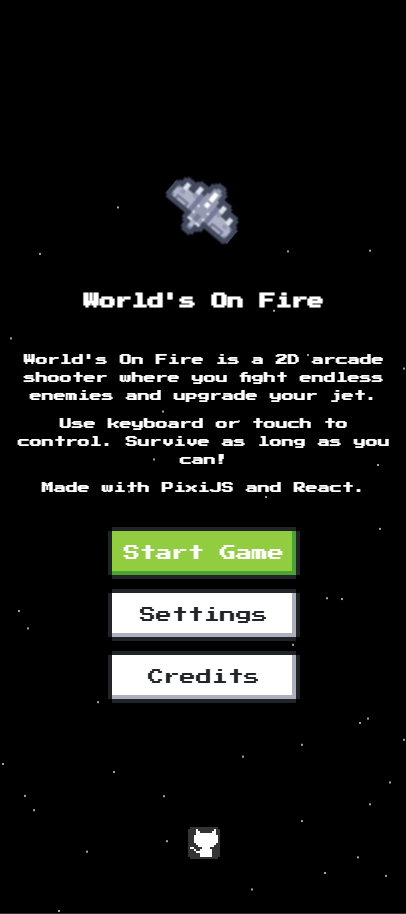 World's On Fire
World's On Fire is a 2D arcade
shooter where you fight endless
enemies and upgrade your jet.
Use keyboard or touch to
control. Survive as long as you
can!
Made with PixiJS and React.
Start Game
Settings
Credits